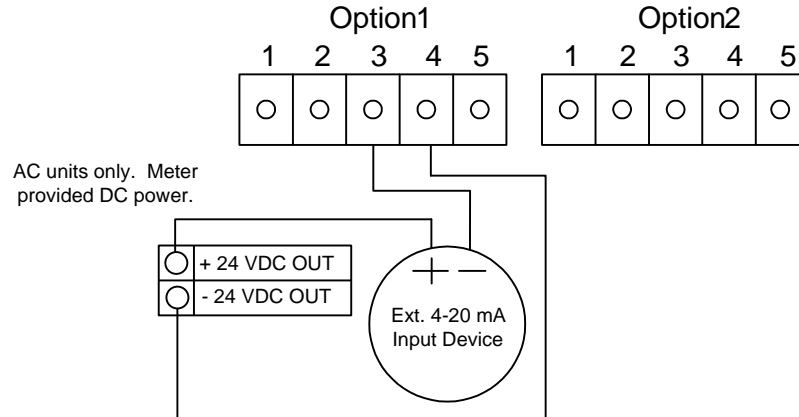 Option1
Option2
1 2 3 4 5
1 2 3 4 5
AC units only. Meter
provided DC power.
+ 24 VDC OUT
- 24 VDC OUT
+ −
Ext. 4-20 mA
Input Device